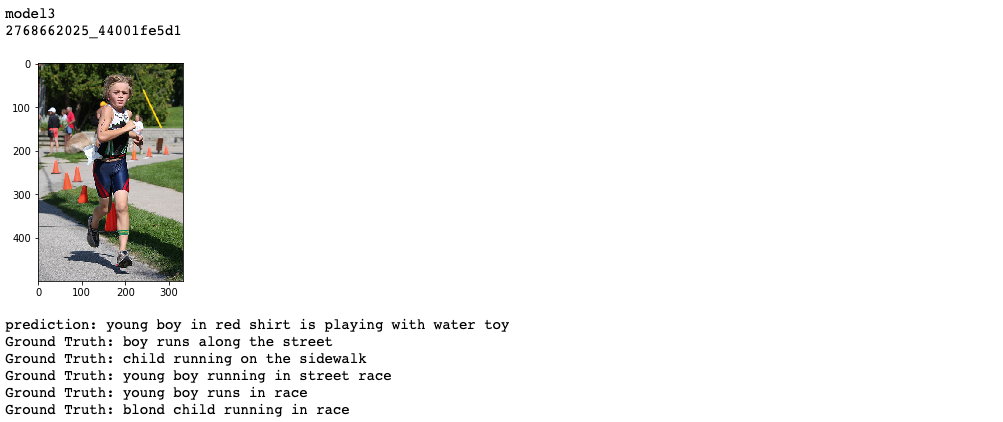 model3
2768662025_44001fe5d1
0
100
200
300
400
0 100 200 300
prediction: young boy in red shirt is playing with water toy
Ground Truth: boy runs along the street
Ground Truth: child running on the sidewalk
Ground Truth: young boy running in street race
Ground Truth: young boy runs in race
Ground Truth: blond child running in race